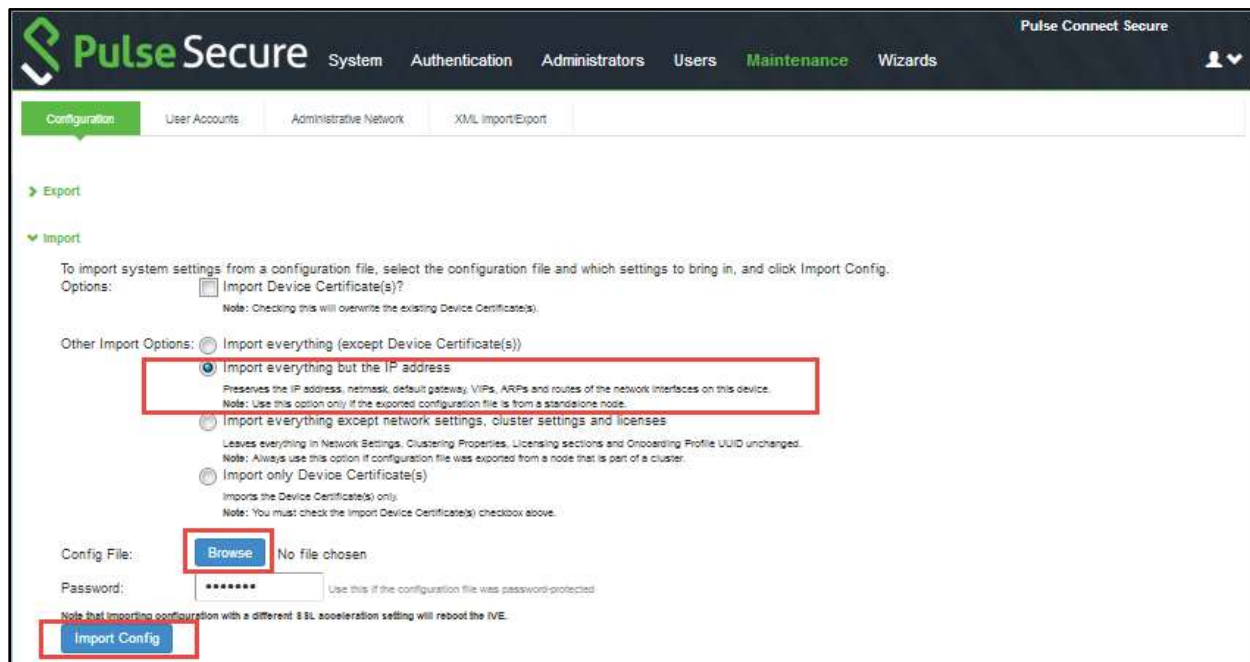 Pulse Connect Secure
Pulse Secure System Authentication Administrators Users Maintenance Wizards
Configuration User Accounts Administrative Network XML Import/Export
Export
Import
To import system settings from a configuration file, select the configuration file and which settings to bring in, and click Import Config.
Options: Import Device Certificate(s)?
Note: Checking this will overwrite the existing Device Certificate(s).
Other Import Options: Import everything (except Device Certificate(s))
Import everything but the IP address
Preserves the IP address, netmask, default gateway, VIPs, ARPs and routes of the network interfaces on this device.
Note: Use this option only if the exported configuration file is from a standalone node.
Import everything except network settings, cluster settings and licenses
Leaves everything in Network Settings, Clustering Properties, Licensing sections and Onboarding Profile UUID unchanged.
Note: Always use this option if configuration file was exported from a node that is part of a cluster.
Import only Device Certificate(s)
Imports the Device Certificate(s) only.
Note: You must check the Import Device Certificate(s) checkbox above.
Config File: Browse No file chosen
Password: ••••••• Use this if the configuration file was password-protected
Note that importing configuration with a different SSL acceleration setting will reboot the IVE.
Import Config